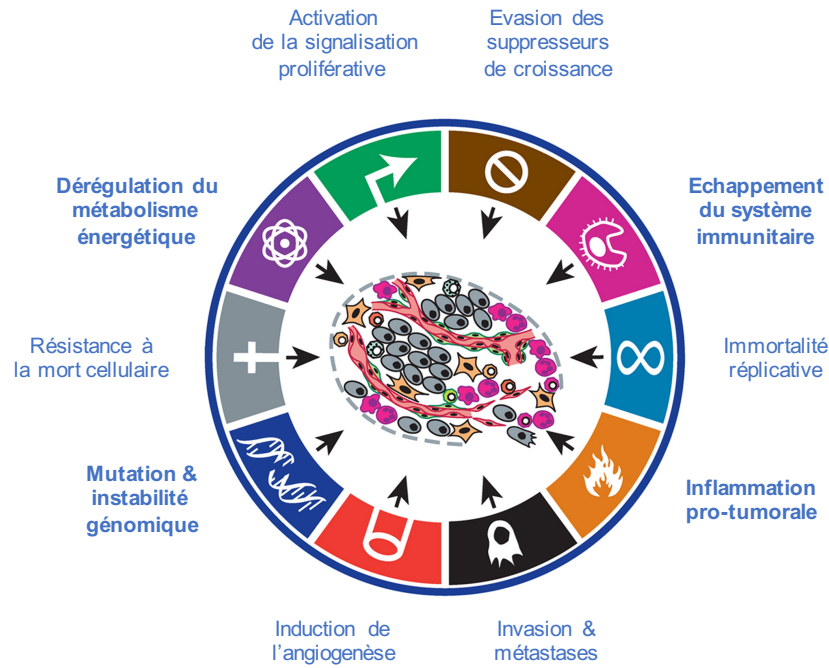 Activation
de la signalisation
proliférative
Evasion des
suppresseurs
de croissance
Dérégulation du
métabolisme
énergétique
Echappement
du système
immunitaire
Résistance à
la mort cellulaire
Immortalité
réplicative
Mutation &
instabilité
génomique
Inflammation
pro-tumorale
Induction de
l'angiogenèse
Invasion &
métastases